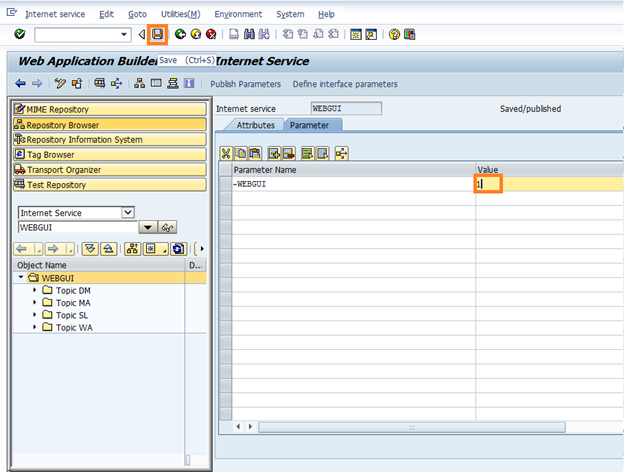 Internet service Edit Goto Utilities(M) Environment System Help
Save (Ctrl+S)
Web Application Builder Internet Service
Publish Parameters Define interface parameters
MIME Repository
Repository Browser
Repository Information System
Tag Browser
Transport Organizer
Test Repository
Internet Service
WEBGUI
Object Name D...
WEBGUI
Topic DM
Topic MA
Topic SL
Topic WA
Internet service WEBGUI Saved/published
Attributes Parameter
Parameter Name Value
~WEBGUI 1